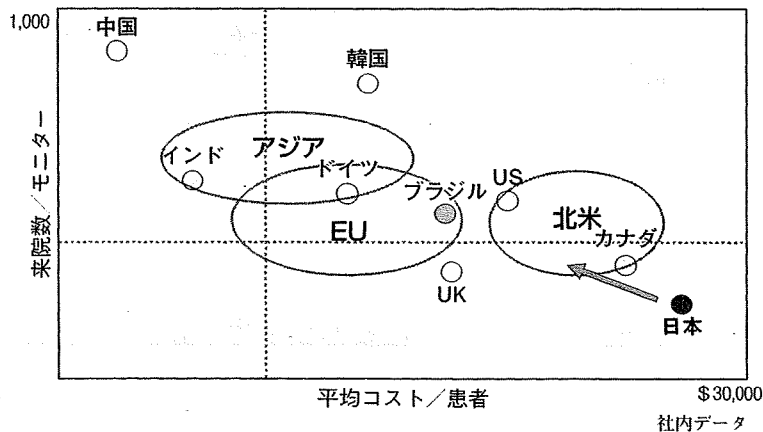 1,000
中国
韓国
アジア
インド
ドイツ
ブラジル
US
EU
北米
カナダ
UK
日本
来院数/モニター
平均コスト/患者
$30,000
社内データ